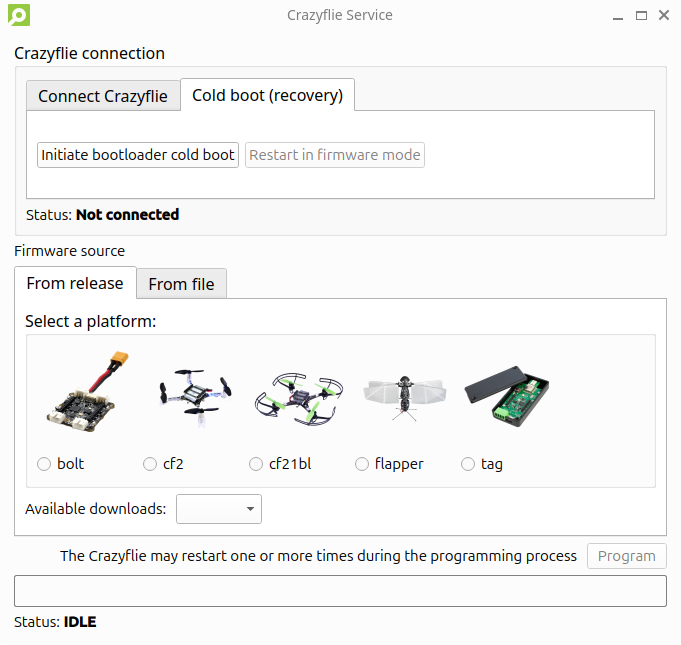 Crazyflie Service
Crazyflie connection
Connect Crazyflie
Cold boot (recovery)
Initiate bootloader cold boot
Restart in firmware mode
Status: Not connected
Firmware source
From release
From file
Select a platform:
bolt
cf2
cf21bl
flapper
tag
Available downloads:
The Crazyflie may restart one or more times during the programming process
Program
Status: IDLE